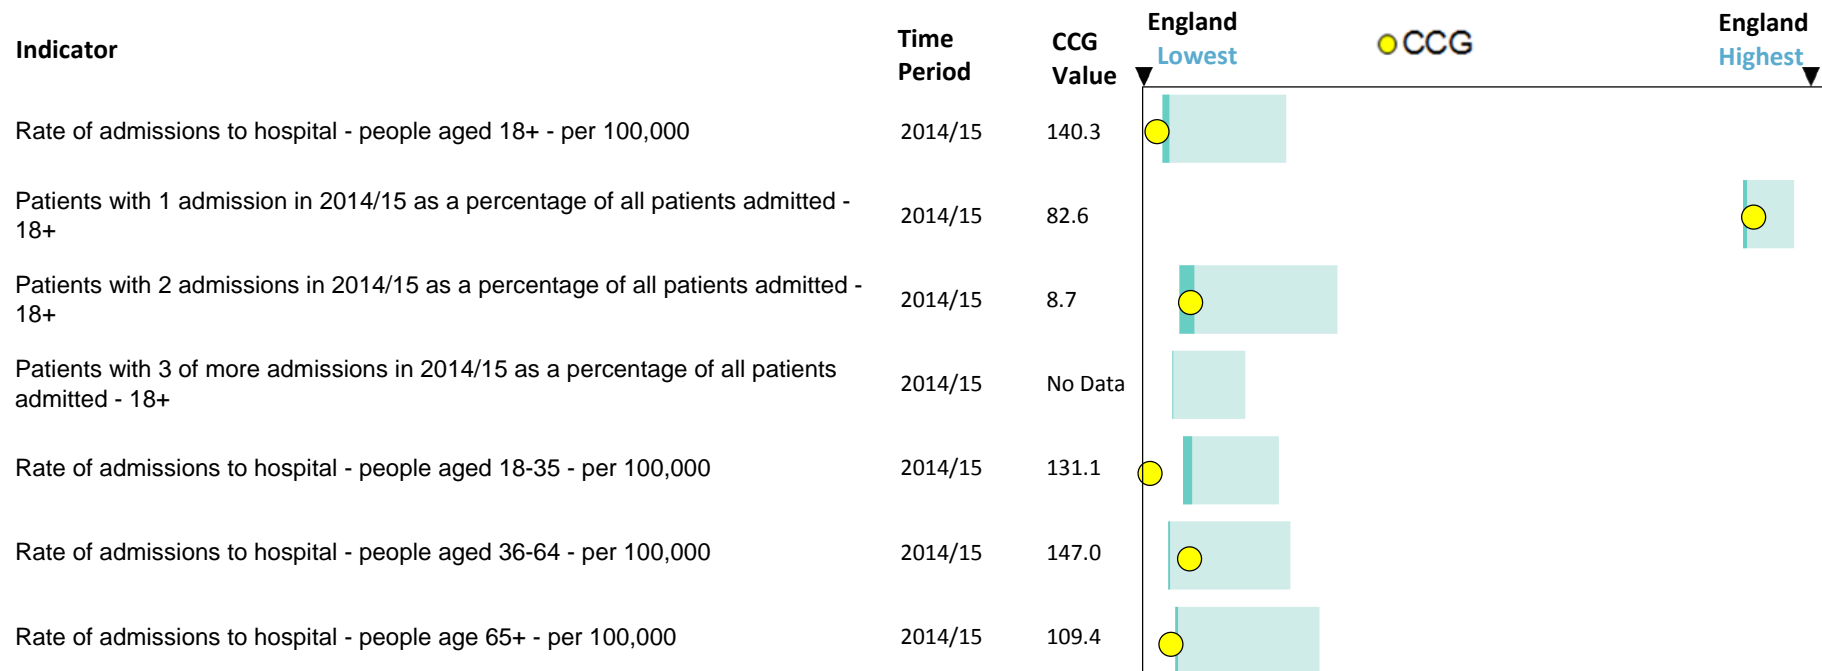 Indicator
Time Period
CCG Value
England Lowest
CCG
England Highest
Rate of admissions to hospital - people aged 18+ - per 100,000 2014/15 140.3
Patients with 1 admission in 2014/15 as a percentage of all patients admitted -
18+
2014/15 82.6
Patients with 2 admissions in 2014/15 as a percentage of all patients admitted -
18+
2014/15 8.7
Patients with 3 of more admissions in 2014/15 as a percentage of all patients
admitted - 18+
2014/15 No Data
Rate of admissions to hospital - people aged 18-35 - per 100,000 2014/15 131.1
Rate of admissions to hospital - people aged 36-64 - per 100,000 2014/15 147.0
Rate of admissions to hospital - people age 65+ - per 100,000 2014/15 109.4